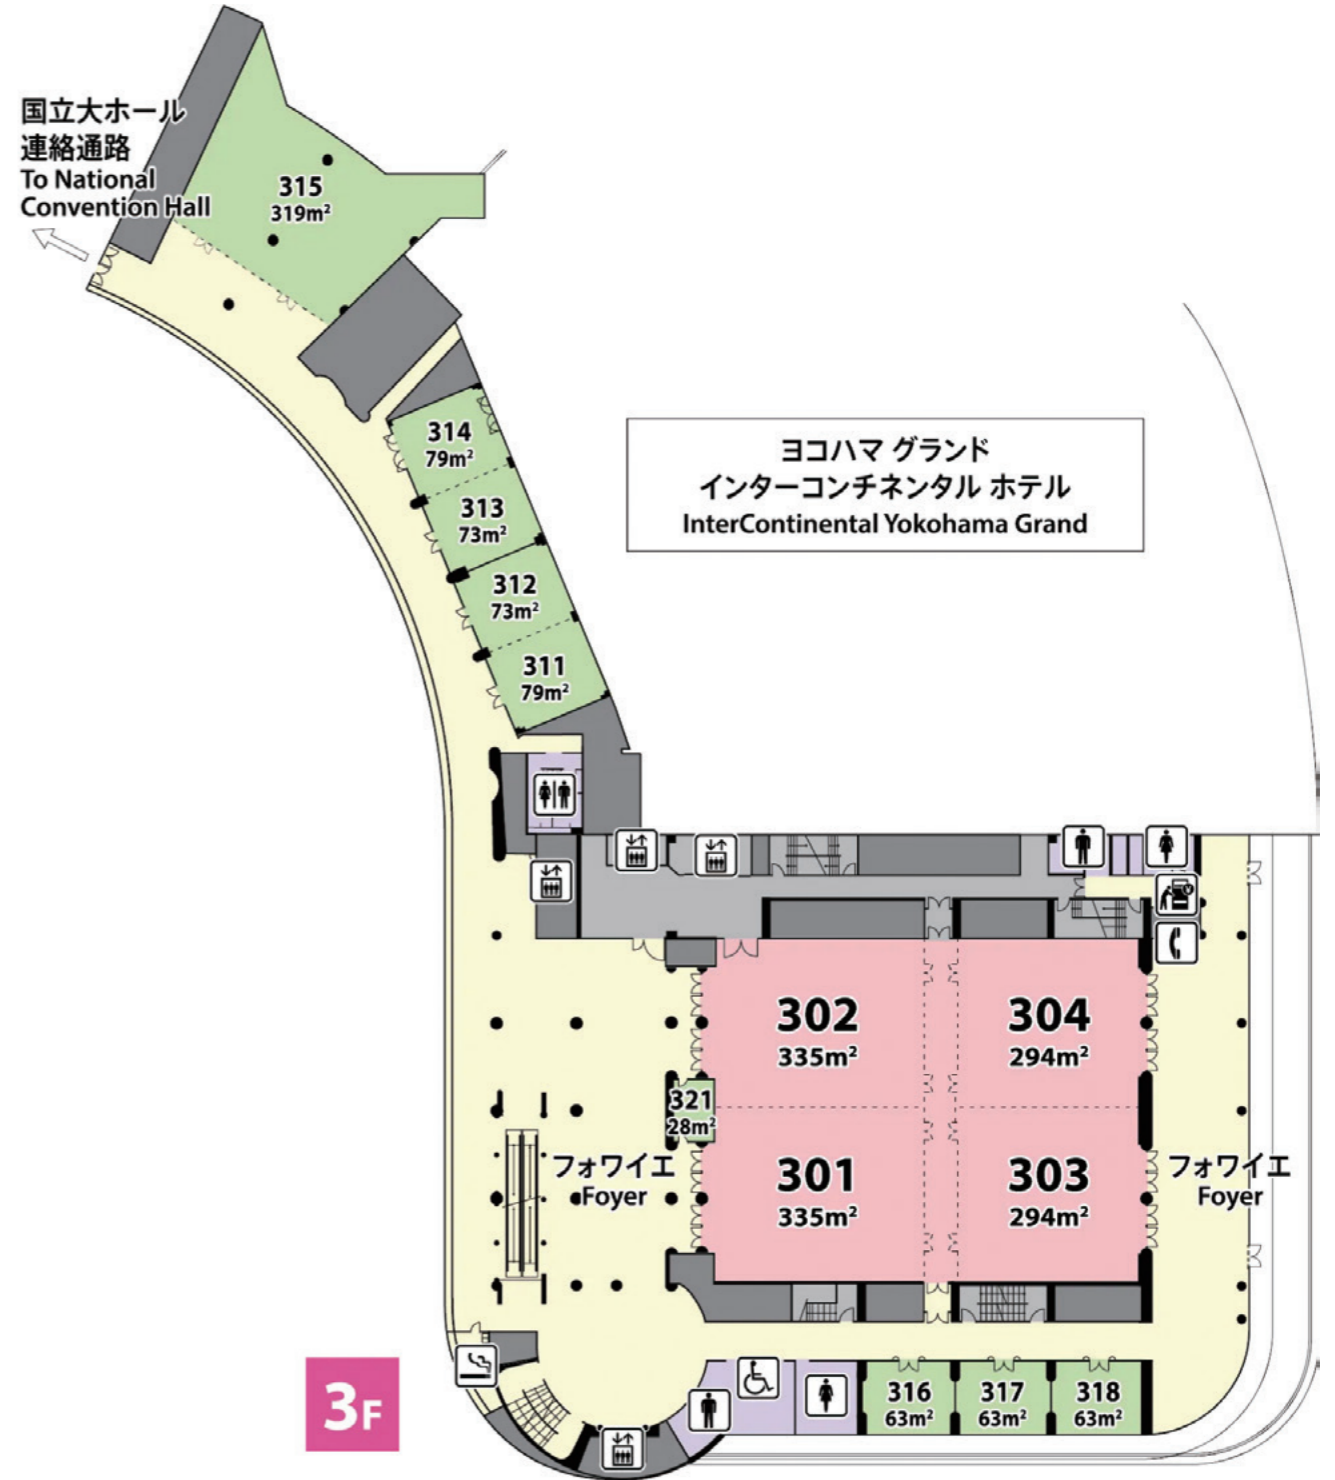 国立大ホール
連絡通路
To National
Convention Hall
315
319m²
314
79m²
313
73m²
312
73m²
311
79m²
ヨコハマ グランド
インターコンチネンタル ホテル
InterContinental Yokohama Grand
302
335m²
304
294m²
321
28m²
301
335m²
303
294m²
フォワイエ
Foyer
フォワイエ
Foyer
316
63m²
317
63m²
318
63m²
3F